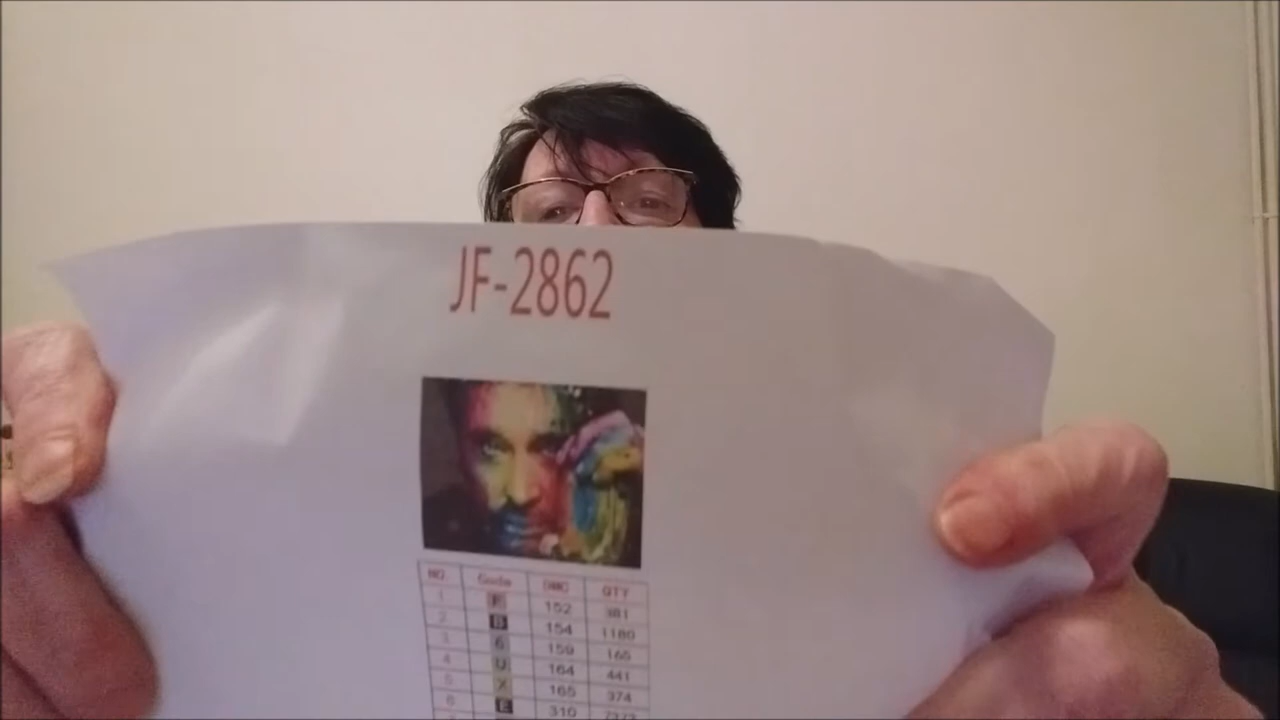 JF-2862
NO. Code DMC QTY
1 F 152 381
2 B 154 1180
3 6 159 165
4 U 164 441
5 X 165 374
6 E 310